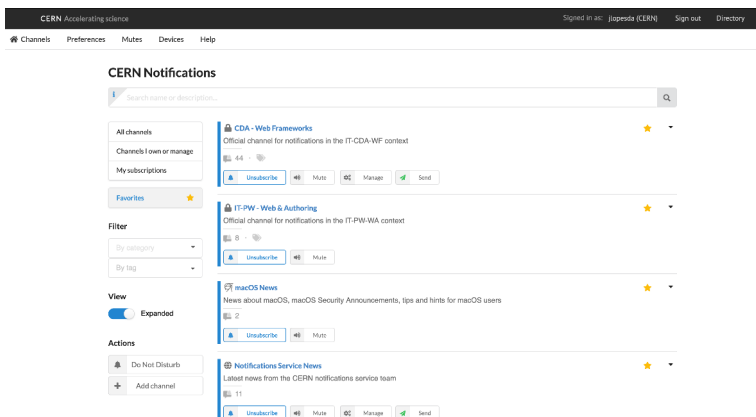 CERN Accelerating science
Signed in as: jlopesda (CERN) Sign out Directory
Channels Preferences Mutes Devices Help
CERN Notifications
Search name or description...
All channels
Channels I own or manage
My subscriptions
Favorites
Filter
By category
By tag
View
Expanded
Actions
Do Not Disturb
Add channel
CDA - Web Frameworks
Official channel for notifications in the IT-CDA-WF context
44
Unsubscribe Mute Manage Send
IT-PW - Web & Authoring
Official channel for notifications in the IT-PW-WA context
8
Unsubscribe Mute
macOS News
News about macOS, macOS Security Announcements, tips and hints for macOS users
2
Unsubscribe Mute
Notifications Service News
Latest news from the CERN notifications service team
11
Unsubscribe Mute Manage Send